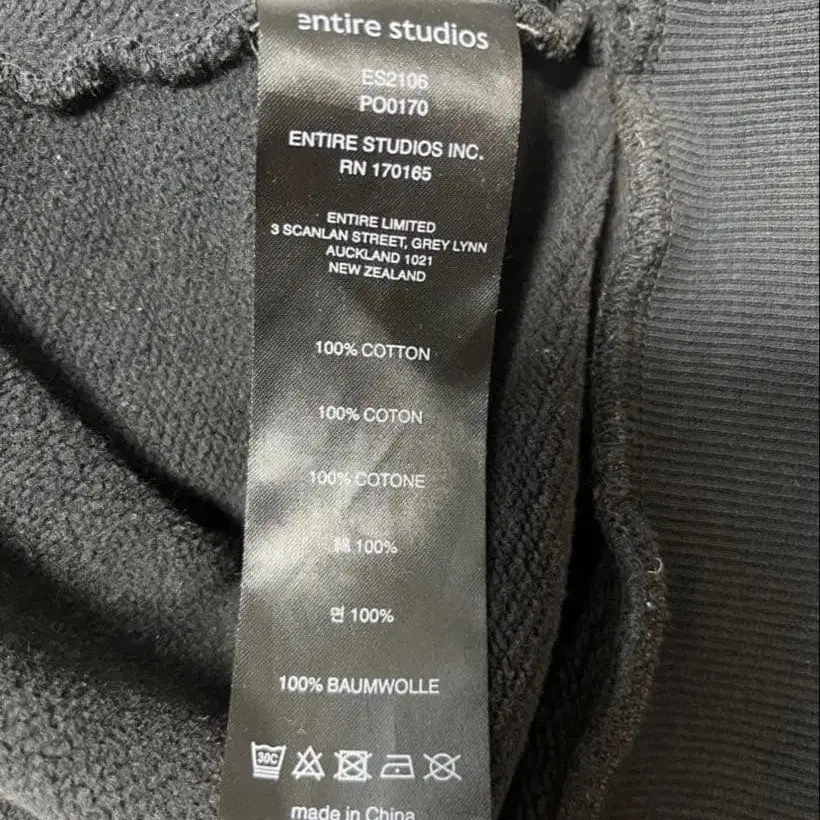 entire studios
ES2106
PO0170
ENTIRE STUDIOS INC.
RN 170165
ENTIRE LIMITED
3 SCANLAN STREET, GREY LYNN
AUCKLAND 1021
NEW ZEALAND
100% COTTON
100% COTON
100% COTONE
綿 100%
면 100%
100% BAUMWOLLE
30C
made in China